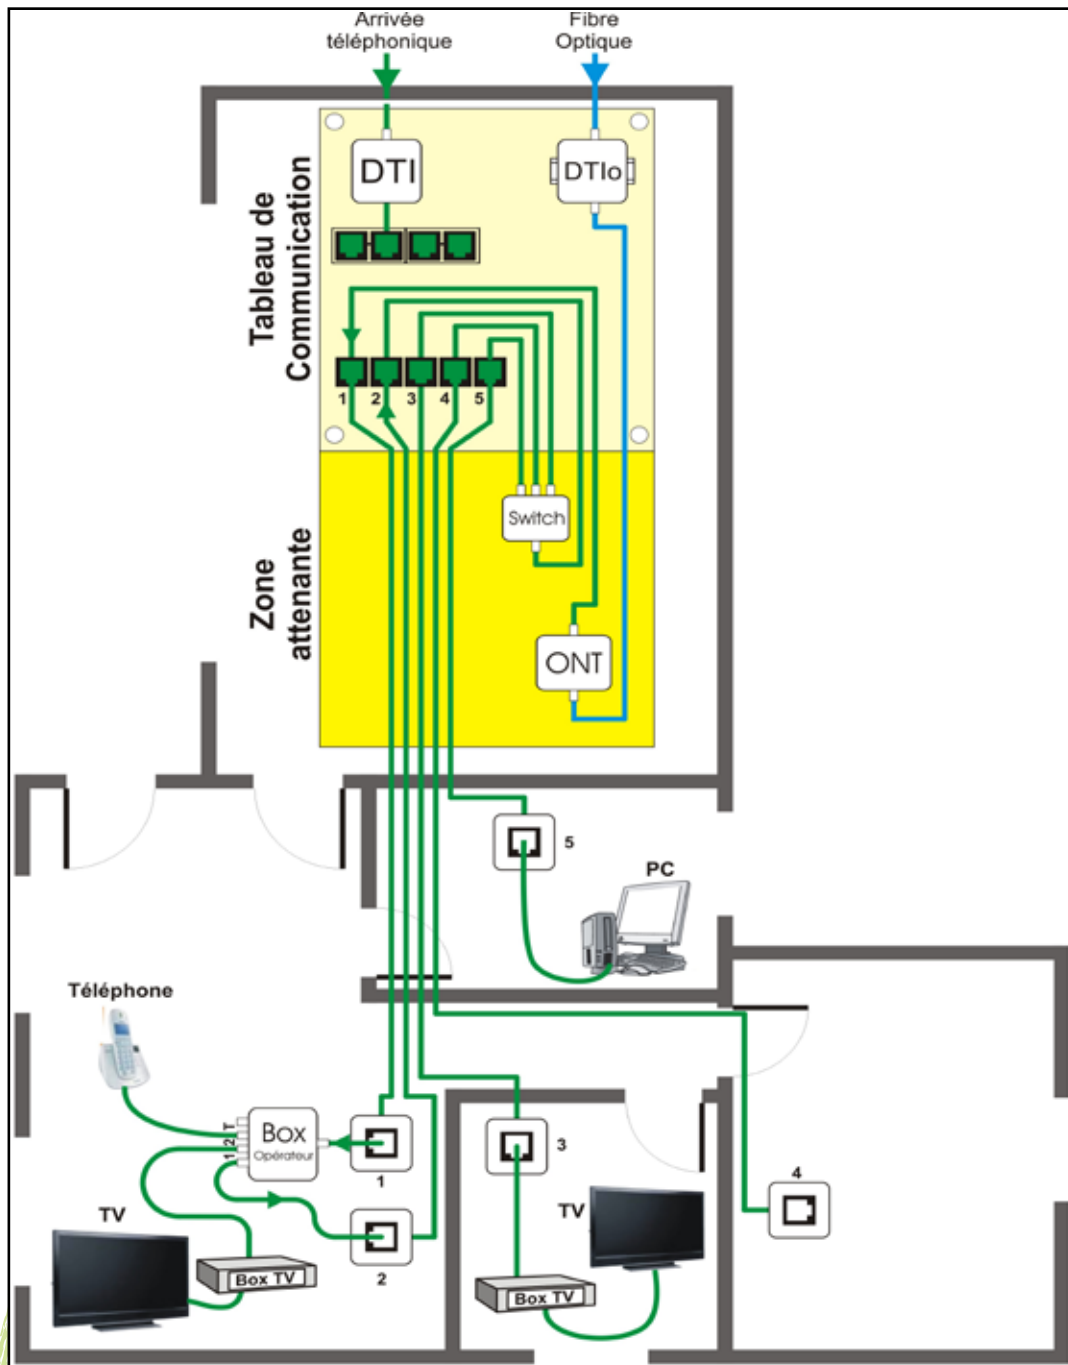 Arrivée
téléphonique
Fibre
Optique
Tableau de
Communication
DTI
DTIo
1 2 3 4 5
Zone
attenante
Switch
ONT
5
PC
Téléphone
T
2
1
Box
Opérateur
1
3
4
TV
TV
2
Box TV
Box TV